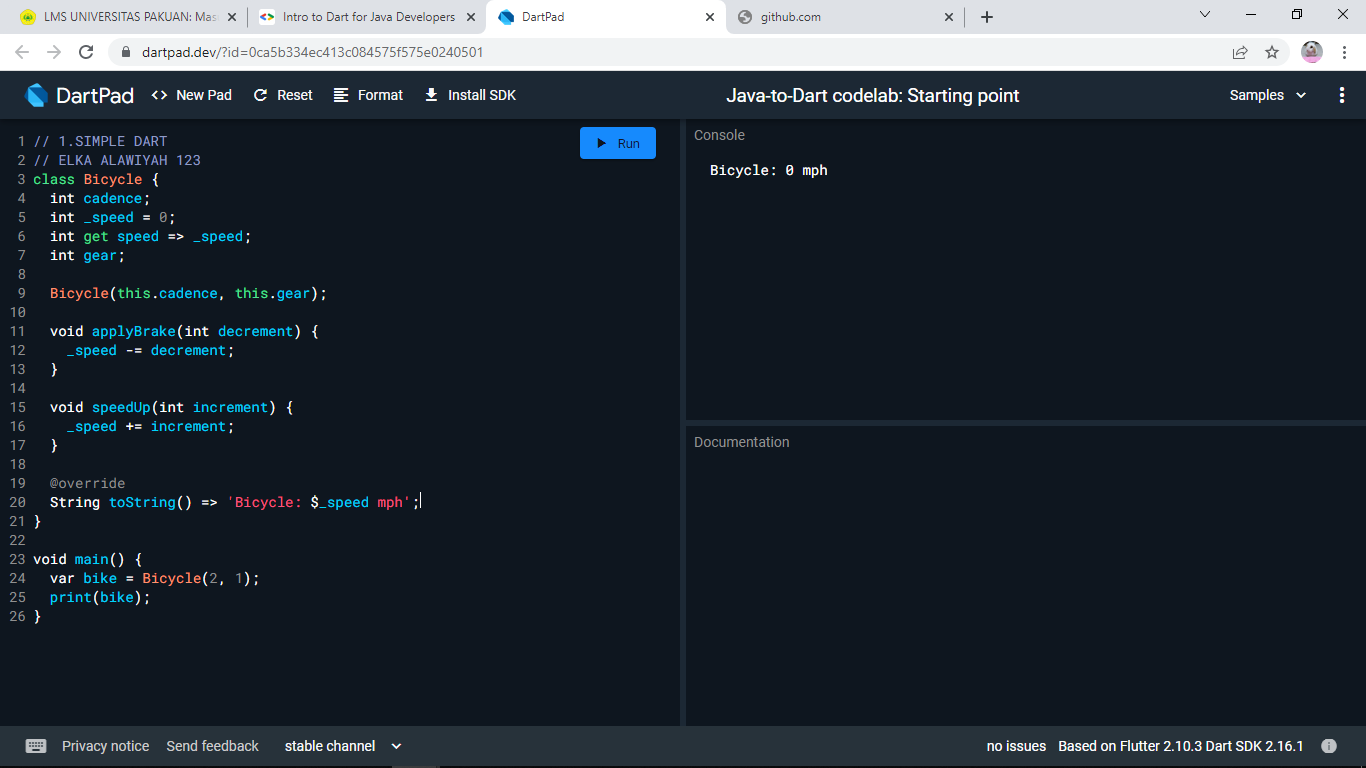 LMS UNIVERSITAS PAKUAN: Mas
Intro to Dart for Java Developers
DartPad
github.com
dartpad.dev/?id=0ca5b334ec413c084575f575e0240501
DartPad
<> New Pad
Reset
Format
Install SDK
Java-to-Dart codelab: Starting point
Samples
1 // 1.SIMPLE DART
2 // ELKA ALAWIYAH 123
3 class Bicycle {
4   int cadence;
5   int _speed = 0;
6   int get speed => _speed;
7   int gear;
8
9   Bicycle(this.cadence, this.gear);
10
11   void applyBrake(int decrement) {
12     _speed -= decrement;
13   }
14
15   void speedUp(int increment) {
16     _speed += increment;
17   }
18
19   @override
20   String toString() => 'Bicycle: $_speed mph';
21 }
22
23 void main() {
24   var bike = Bicycle(2, 1);
25   print(bike);
26 }
Run
Console
Bicycle: 0 mph
Documentation
Privacy notice
Send feedback
stable channel
no issues
Based on Flutter 2.10.3 Dart SDK 2.16.1